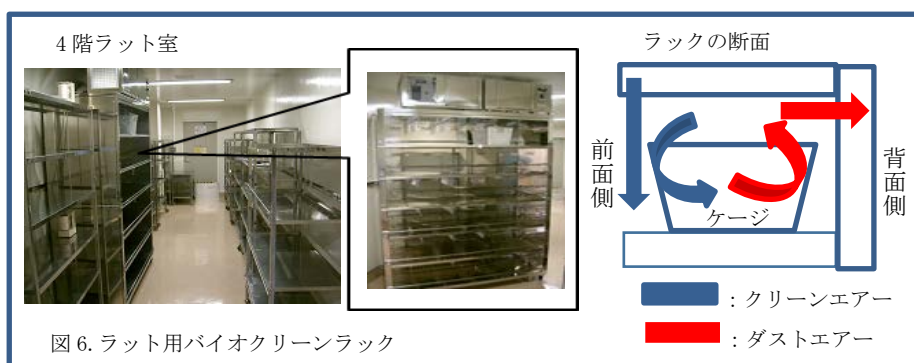 4階ラット室
ラックの断面
前面側
背面側
ケージ
：クリーンエアー
：ダストエアー
図6.ラット用バイオクリーンラック